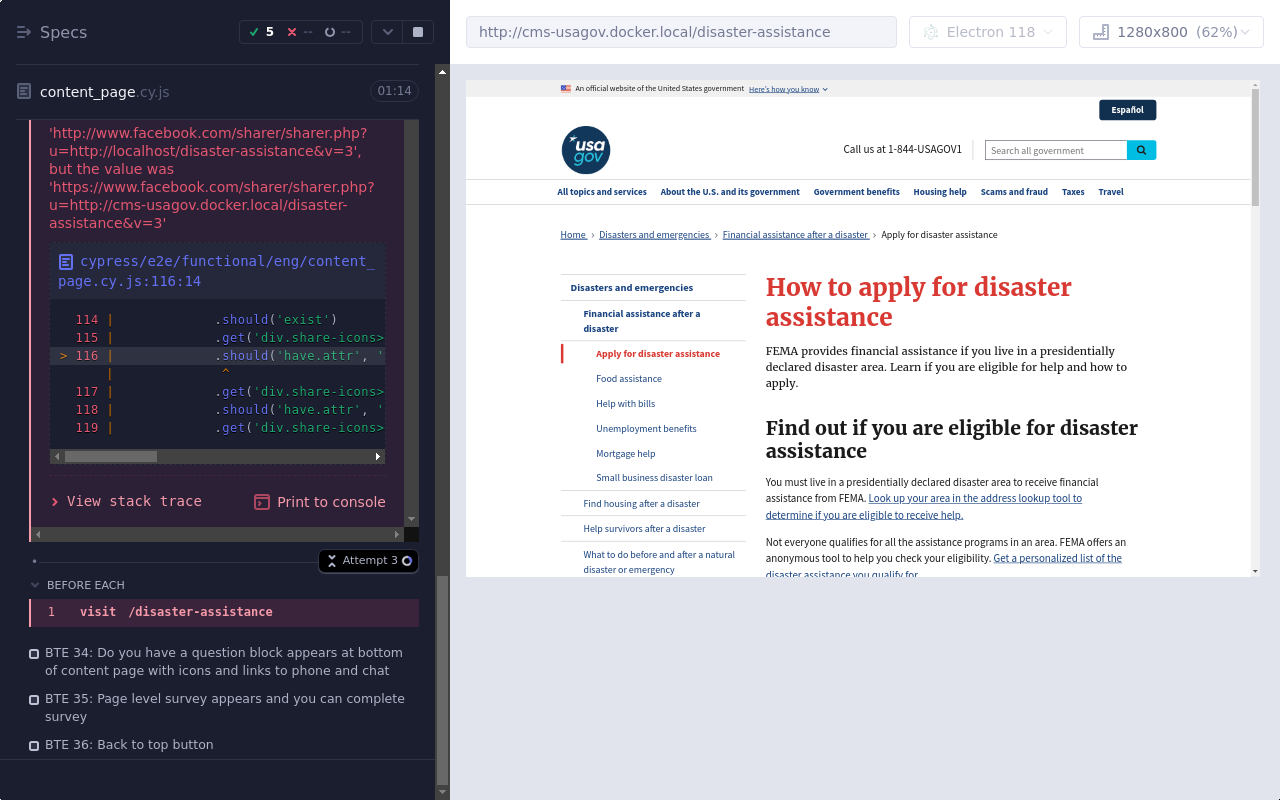 Specs
5
--
--
content_page.cy.js
01:14
'http://www.facebook.com/sharer/sharer.php?
u=http://localhost/disaster-assistance&v=3',
but the value was
'https://www.facebook.com/sharer/sharer.php?
u=http://cms-usagov.docker.local/disaster-
assistance&v=3'
cypress/e2e/functional/eng/content_
page.cy.js:116:14
114 | .should('exist')
115 | .get('div.share-icons>
> 116 | .should('have.attr', '
| ^
117 | .get('div.share-icons>
118 | .should('have.attr', '
119 | .get('div.share-icons>
View stack trace
Print to console
Attempt 3
BEFORE EACH
1 visit /disaster-assistance
BTE 34: Do you have a question block appears at bottom
of content page with icons and links to phone and chat
BTE 35: Page level survey appears and you can complete
survey
BTE 36: Back to top button
http://cms-usagov.docker.local/disaster-assistance
Electron 118
1280x800 (62%)
An official website of the United States government Here's how you know
Español
usa
gov
Call us at 1-844-USAGOV1
Search all government
All topics and services
About the U.S. and its government
Government benefits
Housing help
Scams and fraud
Taxes
Travel
Home › Disasters and emergencies › Financial assistance after a disaster › Apply for disaster assistance
Disasters and emergencies
Financial assistance after a
disaster
Apply for disaster assistance
Food assistance
Help with bills
Unemployment benefits
Mortgage help
Small business disaster loan
Find housing after a disaster
Help survivors after a disaster
What to do before and after a natural
disaster or emergency
How to apply for disaster
assistance
FEMA provides financial assistance if you live in a presidentially
declared disaster area. Learn if you are eligible for help and how to
apply.
Find out if you are eligible for disaster
assistance
You must live in a presidentially declared disaster area to receive financial
assistance from FEMA. Look up your area in the address lookup tool to
determine if you are eligible to receive help.
Not everyone qualifies for all the assistance programs in an area. FEMA offers an
anonymous tool to help you check your eligibility. Get a personalized list of the
disaster assistance you qualify for.